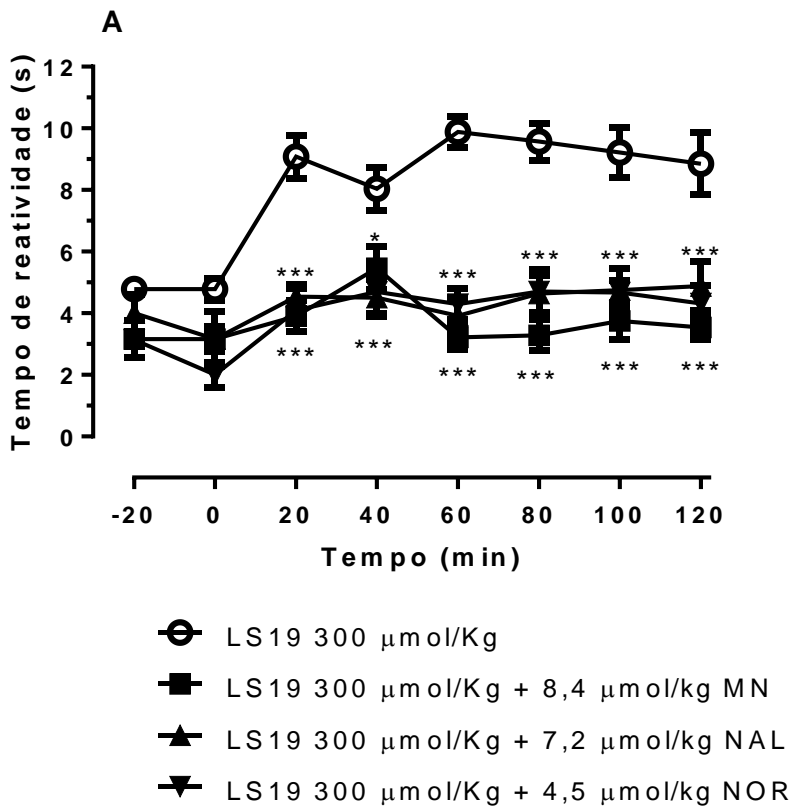 A
Tempo de reatividade (s)
12
10
8
6
4
2
0
*
*** *** *** *** ***
*** *** *** *** *** ***
-20 0 20 40 60 80 100 120
Tempo (min)
LS19 300 μmol/Kg
LS19 300 μmol/Kg + 8,4 μmol/kg MN
LS19 300 μmol/Kg + 7,2 μmol/kg NAL
LS19 300 μmol/Kg + 4,5 μmol/kg NOR